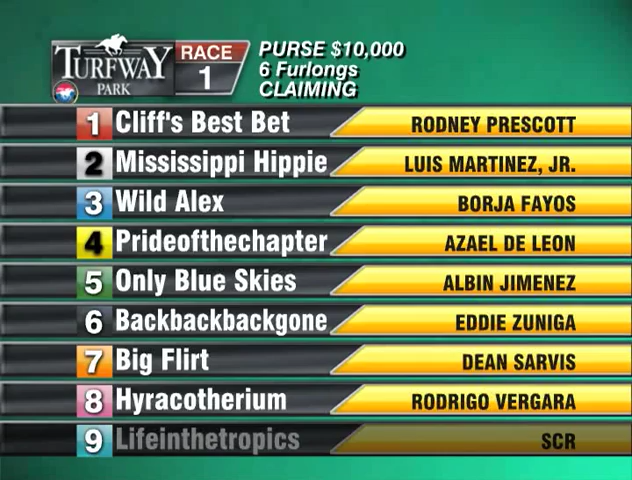 TURFWAY
PARK
RACE
1
PURSE $10,000
6 Furlongs
CLAIMING
1 Cliff's Best Bet RODNEY PRESCOTT
2 Mississippi Hippie LUIS MARTINEZ, JR.
3 Wild Alex BORJA FAYOS
4 Prideofthechapter AZAEL DE LEON
5 Only Blue Skies ALBIN JIMENEZ
6 Backbackbackgone EDDIE ZUNIGA
7 Big Flirt DEAN SARVIS
8 Hyracotherium RODRIGO VERGARA
9 Lifeinthetropics SCR